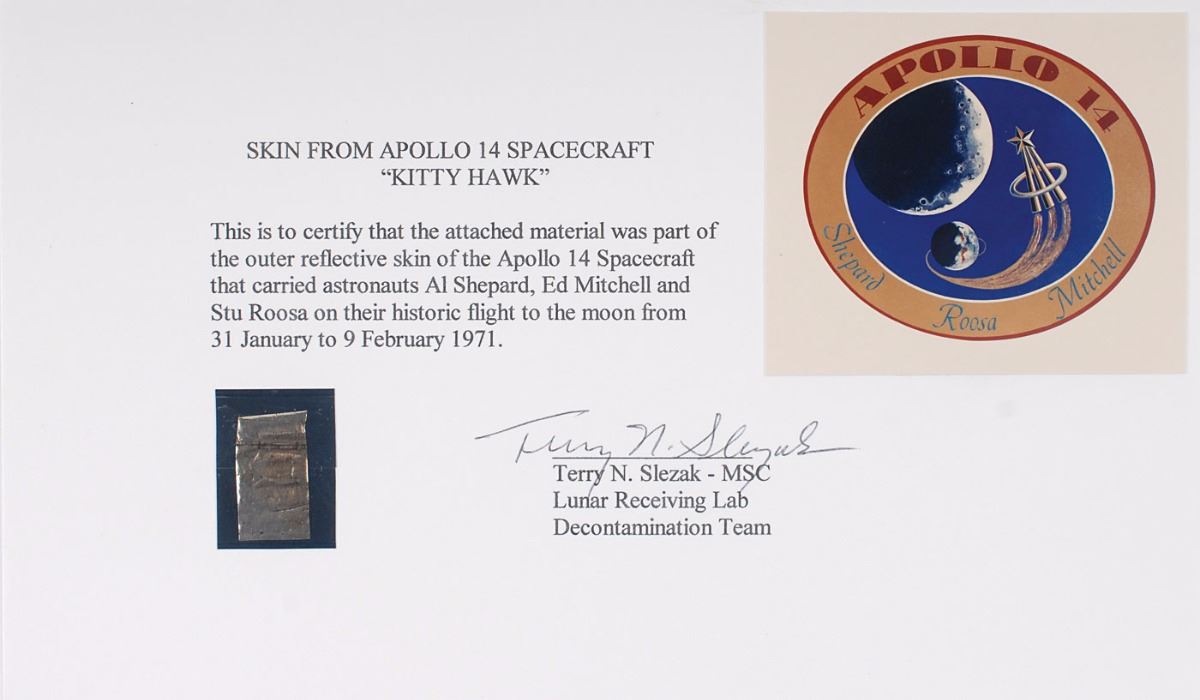 SKIN FROM APOLLO 14 SPACECRAFT
“KITTY HAWK”
This is to certify that the attached material was part of
the outer reflective skin of the Apollo 14 Spacecraft
that carried astronauts Al Shepard, Ed Mitchell and
Stu Roosa on their historic flight to the moon from
31 January to 9 February 1971.
Terry N. Slezak
Terry N. Slezak - MSC
Lunar Receiving Lab
Decontamination Team
APOLLO 14
Shepard
Roosa
Mitchell